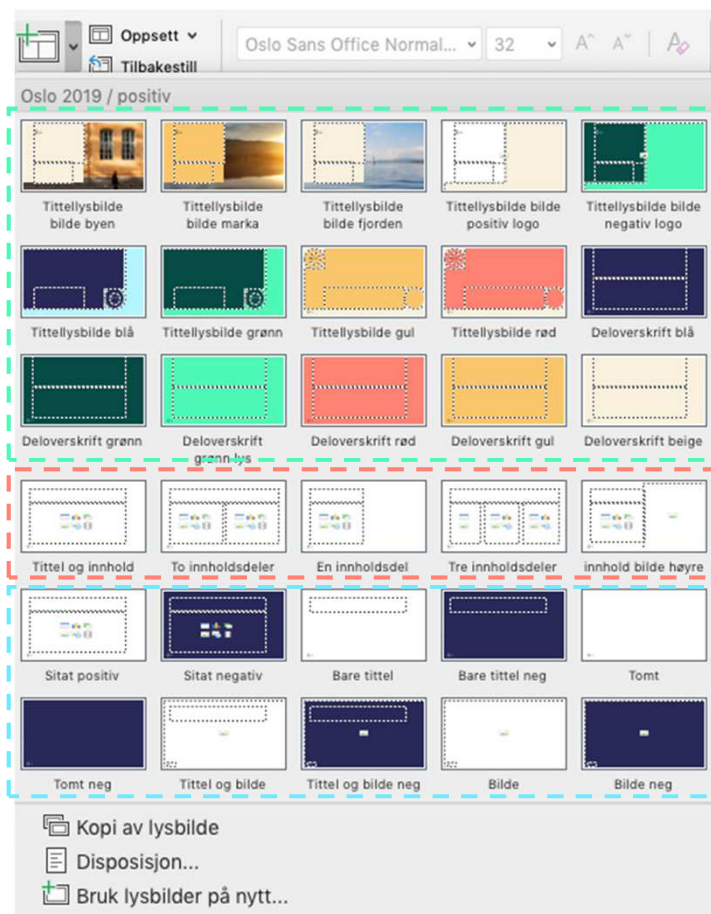 Oppsett
Oslo Sans Office Normal...
32
A^
A˅
A
Tilbakestill
Oslo 2019 / positiv
Tittellysbilde
bilde byen
Tittellysbilde
bilde marka
Tittellysbilde
bilde fjorden
Tittellysbilde bilde
positiv logo
Tittellysbilde bilde
negativ logo
Tittellysbilde blå
Tittellysbilde grønn
Tittellysbilde gul
Tittellysbilde rød
Deloverskrift blå
Deloverskrift grønn
Deloverskrift
grønn lys
Deloverskrift rød
Deloverskrift gul
Deloverskrift beige
Tittel og innhold
To innholdsdeler
En innholdsdel
Tre innholdsdeler
innhold bilde høyre
Sitat positiv
Sitat negativ
Bare tittel
Bare tittel neg
Tomt
Tomt neg
Tittel og bilde
Tittel og bilde neg
Bilde
Bilde neg
Kopi av lysbilde
Disposisjon...
Bruk lysbilder på nytt...